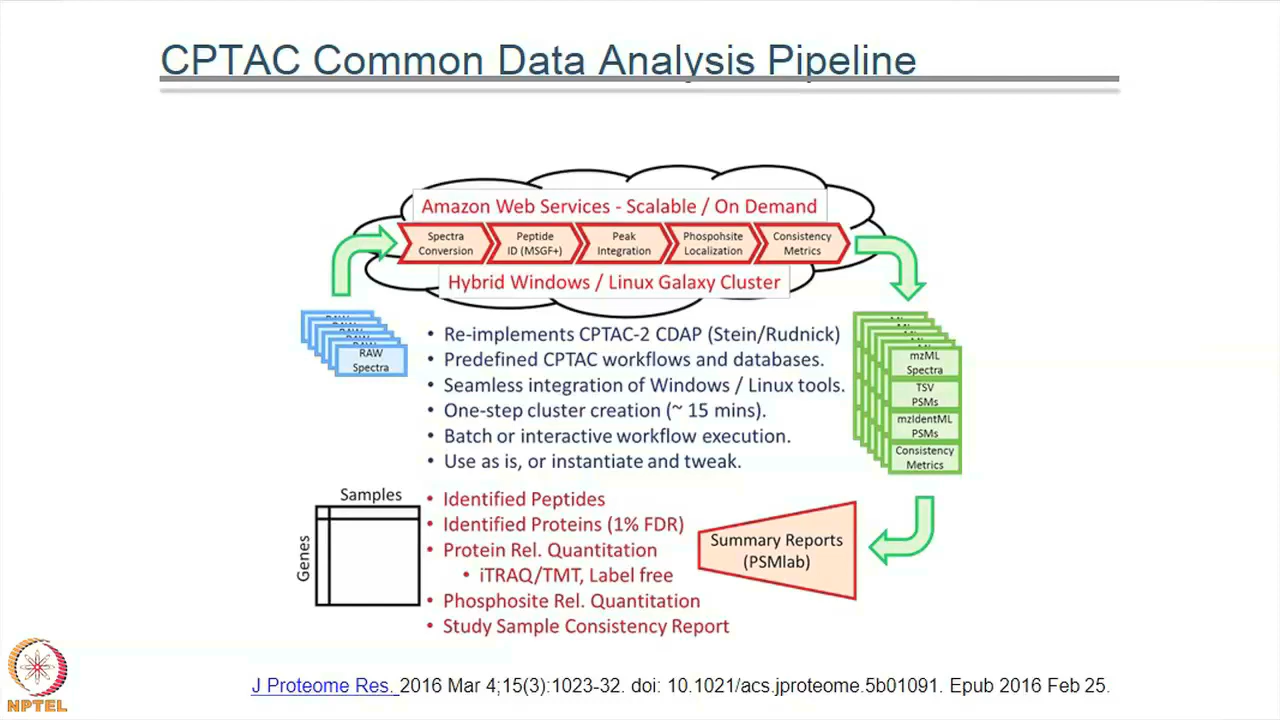 CPTAC Common Data Analysis Pipeline
Amazon Web Services - Scalable / On Demand
Spectra
Conversion
Peptide
ID (MSGF+)
Peak
Integration
Phospohsite
Localization
Consistency
Metrics
Hybrid Windows / Linux Galaxy Cluster
RAW
Spectra
• Re-implements CPTAC-2 CDAP (Stein/Rudnick)
• Predefined CPTAC workflows and databases.
• Seamless integration of Windows / Linux tools.
• One-step cluster creation (~ 15 mins).
• Batch or interactive workflow execution.
• Use as is, or instantiate and tweak.
mzML
Spectra
TSV
PSMs
mzIdentML
PSMs
Consistency
Metrics
Samples
Genes
• Identified Peptides
• Identified Proteins (1% FDR)
• Protein Rel. Quantitation
• iTRAQ/TMT, Label free
• Phosphosite Rel. Quantitation
• Study Sample Consistency Report
Summary Reports
(PSMlab)
NPTEL
J Proteome Res. 2016 Mar 4;15(3):1023-32. doi: 10.1021/acs.jproteome.5b01091. Epub 2016 Feb 25.